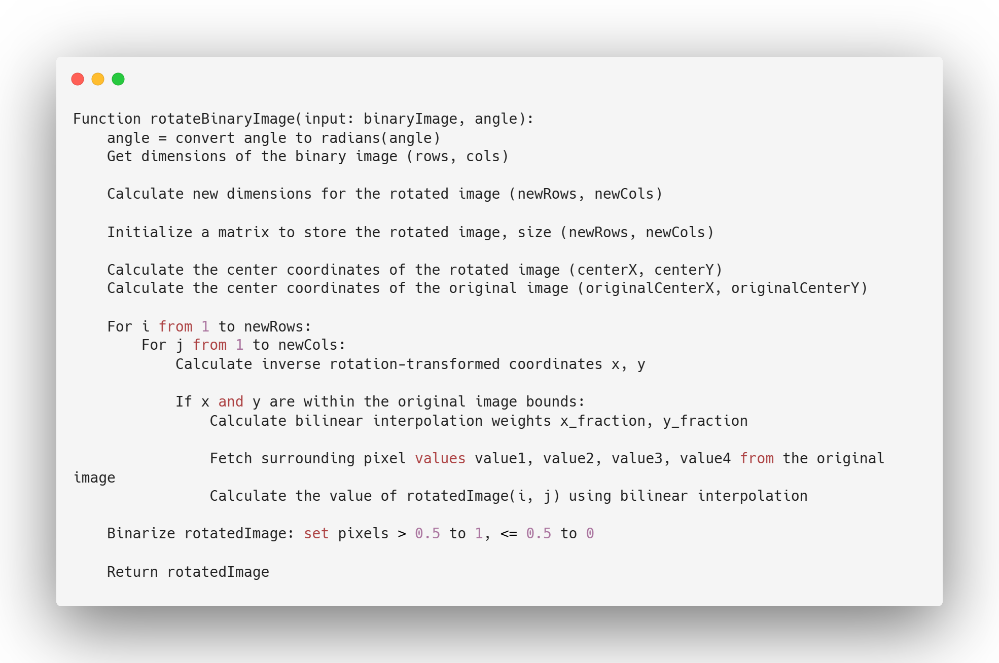 Function rotateBinaryImage(input: binaryImage, angle):
    angle = convert angle to radians(angle)
    Get dimensions of the binary image (rows, cols)

    Calculate new dimensions for the rotated image (newRows, newCols)

    Initialize a matrix to store the rotated image, size (newRows, newCols)

    Calculate the center coordinates of the rotated image (centerX, centerY)
    Calculate the center coordinates of the original image (originalCenterX, originalCenterY)

    For i from 1 to newRows:
        For j from 1 to newCols:
            Calculate inverse rotation-transformed coordinates x, y

            If x and y are within the original image bounds:
                Calculate bilinear interpolation weights x_fraction, y_fraction

                Fetch surrounding pixel values value1, value2, value3, value4 from the original
image
                Calculate the value of rotatedImage(i, j) using bilinear interpolation

    Binarize rotatedImage: set pixels > 0.5 to 1, <= 0.5 to 0

    Return rotatedImage